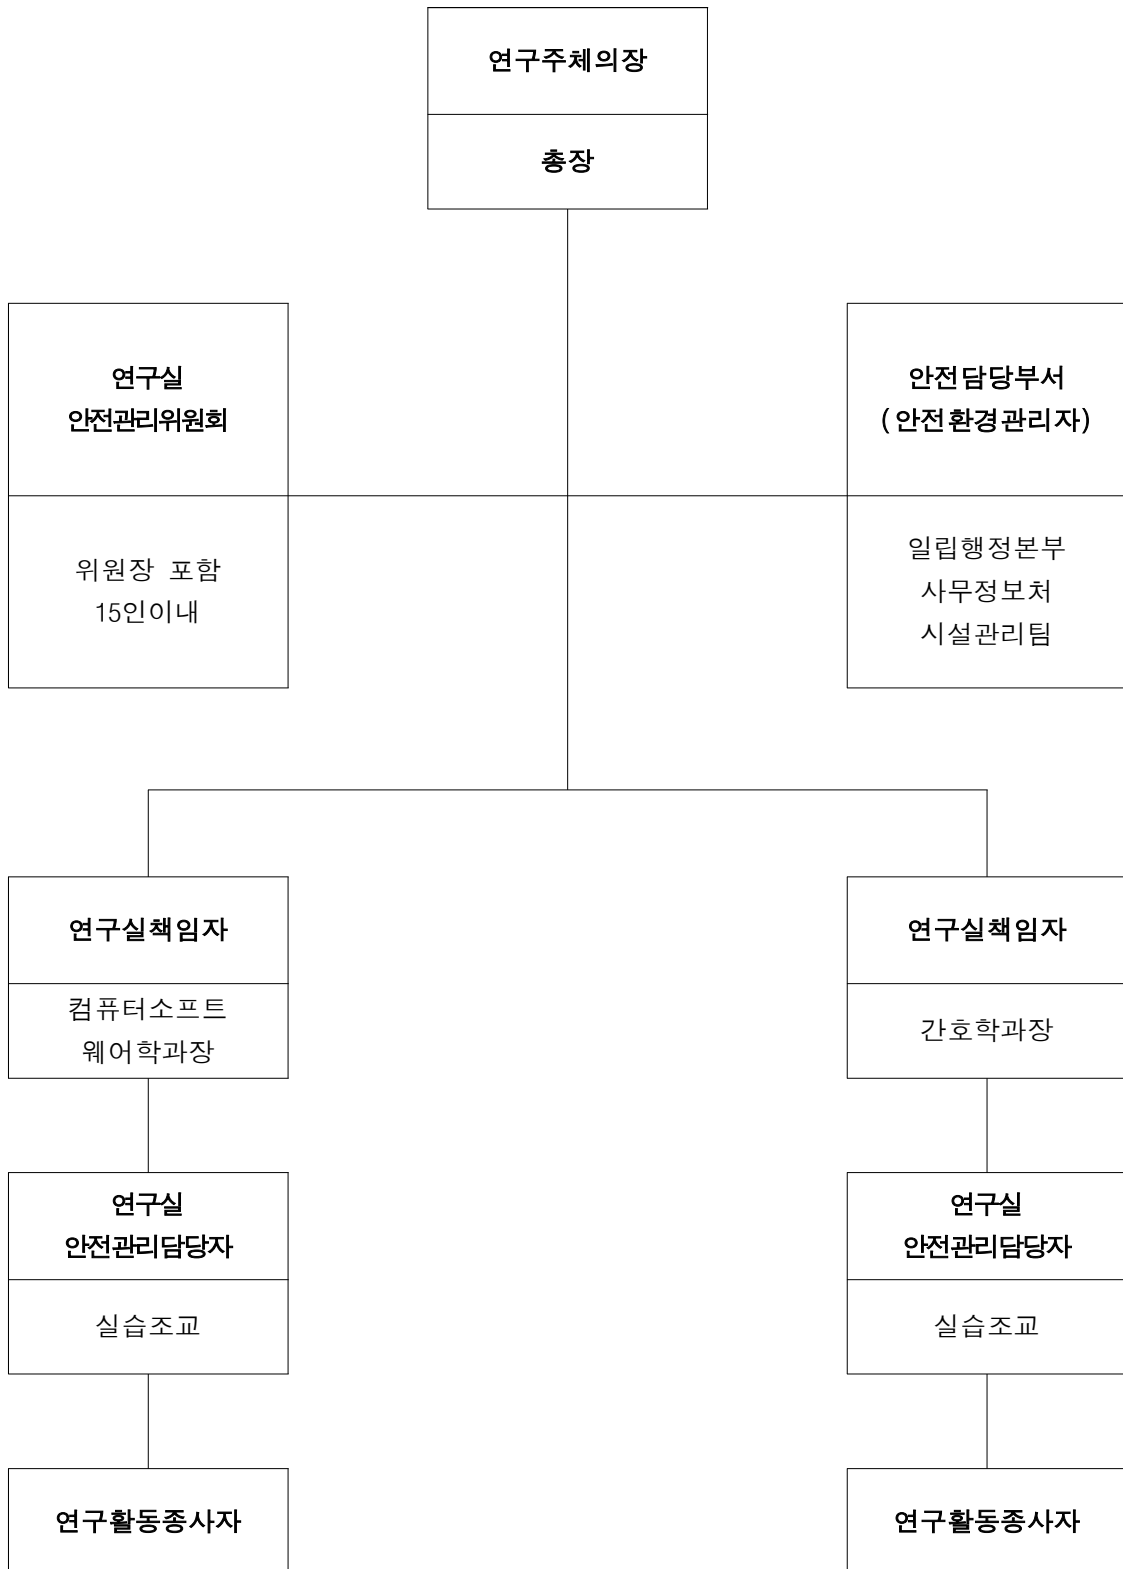 연구주체의장
총장
연구실
안전관리위원회
위원장 포함
15인이내
안전담당부서
(안전환경관리자)
일립행정본부
사무정보처
시설관리팀
연구실책임자
컴퓨터소프트
웨어학과장
연구실책임자
간호학과장
연구실
안전관리담당자
실습조교
연구실
안전관리담당자
실습조교
연구활동종사자
연구활동종사자